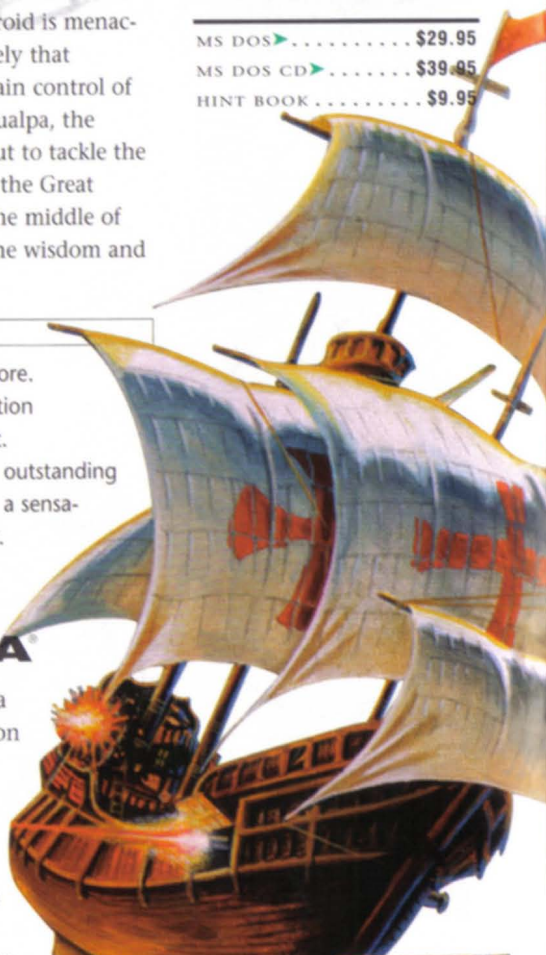 roid is menac-
ely that
ain control of
ualpa, the
ut to tackle the
the Great
ne middle of
he wisdom and
MS DOS➤..........$29.95
MS DOS CD➤.......$39.95
HINT BOOK.........$9.95
ore.
tion
outstanding
a sensa-
A®
a
on